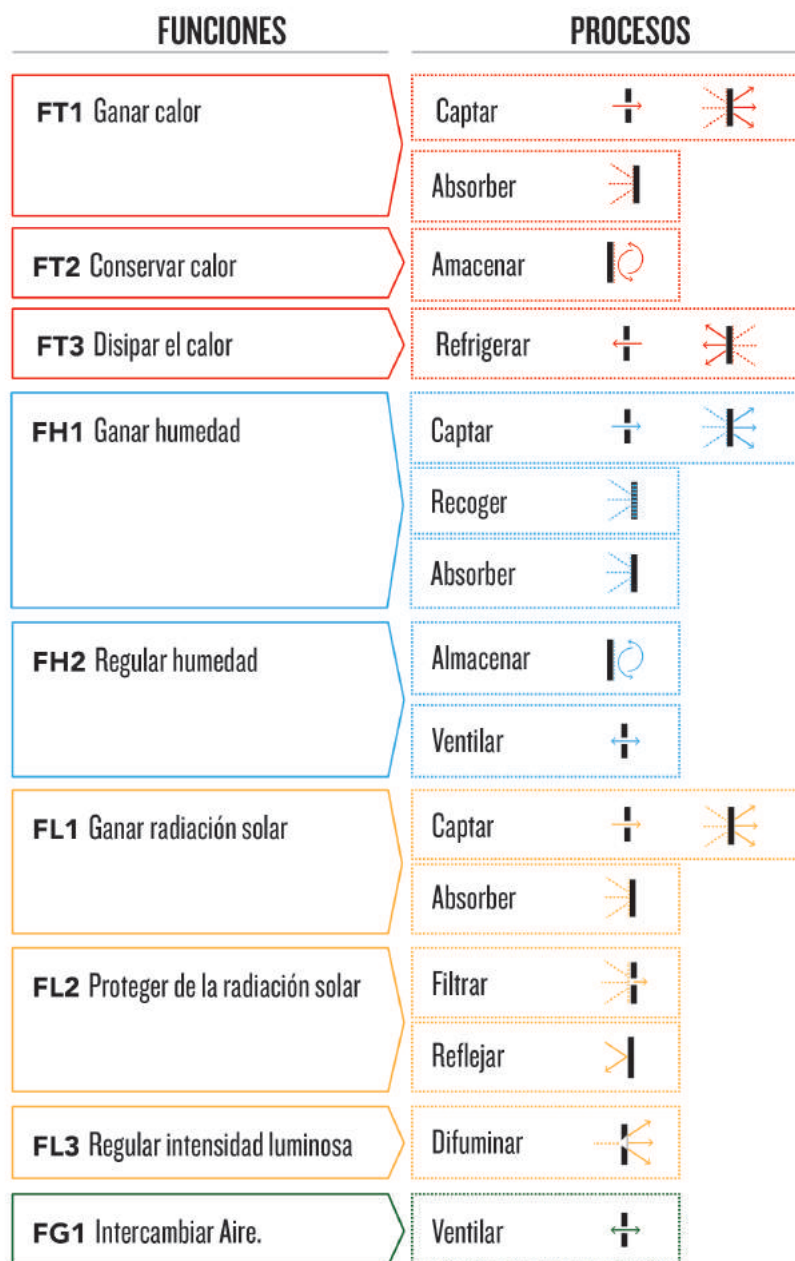 FUNCIONES PROCESOS
FT1 Ganar calor Captar
Absorber
FT2 Conservar calor Amacenar
FT3 Disipar el calor Refrigerar
FH1 Ganar humedad Captar
Recoger
Absorber
FH2 Regular humedad Almacenar
Ventilar
FL1 Ganar radiación solar Captar
Absorber
FL2 Proteger de la radiación solar Filtrar
Reflejar
FL3 Regular intensidad luminosa Difuminar
FG1 Intercambiar Aire. Ventilar